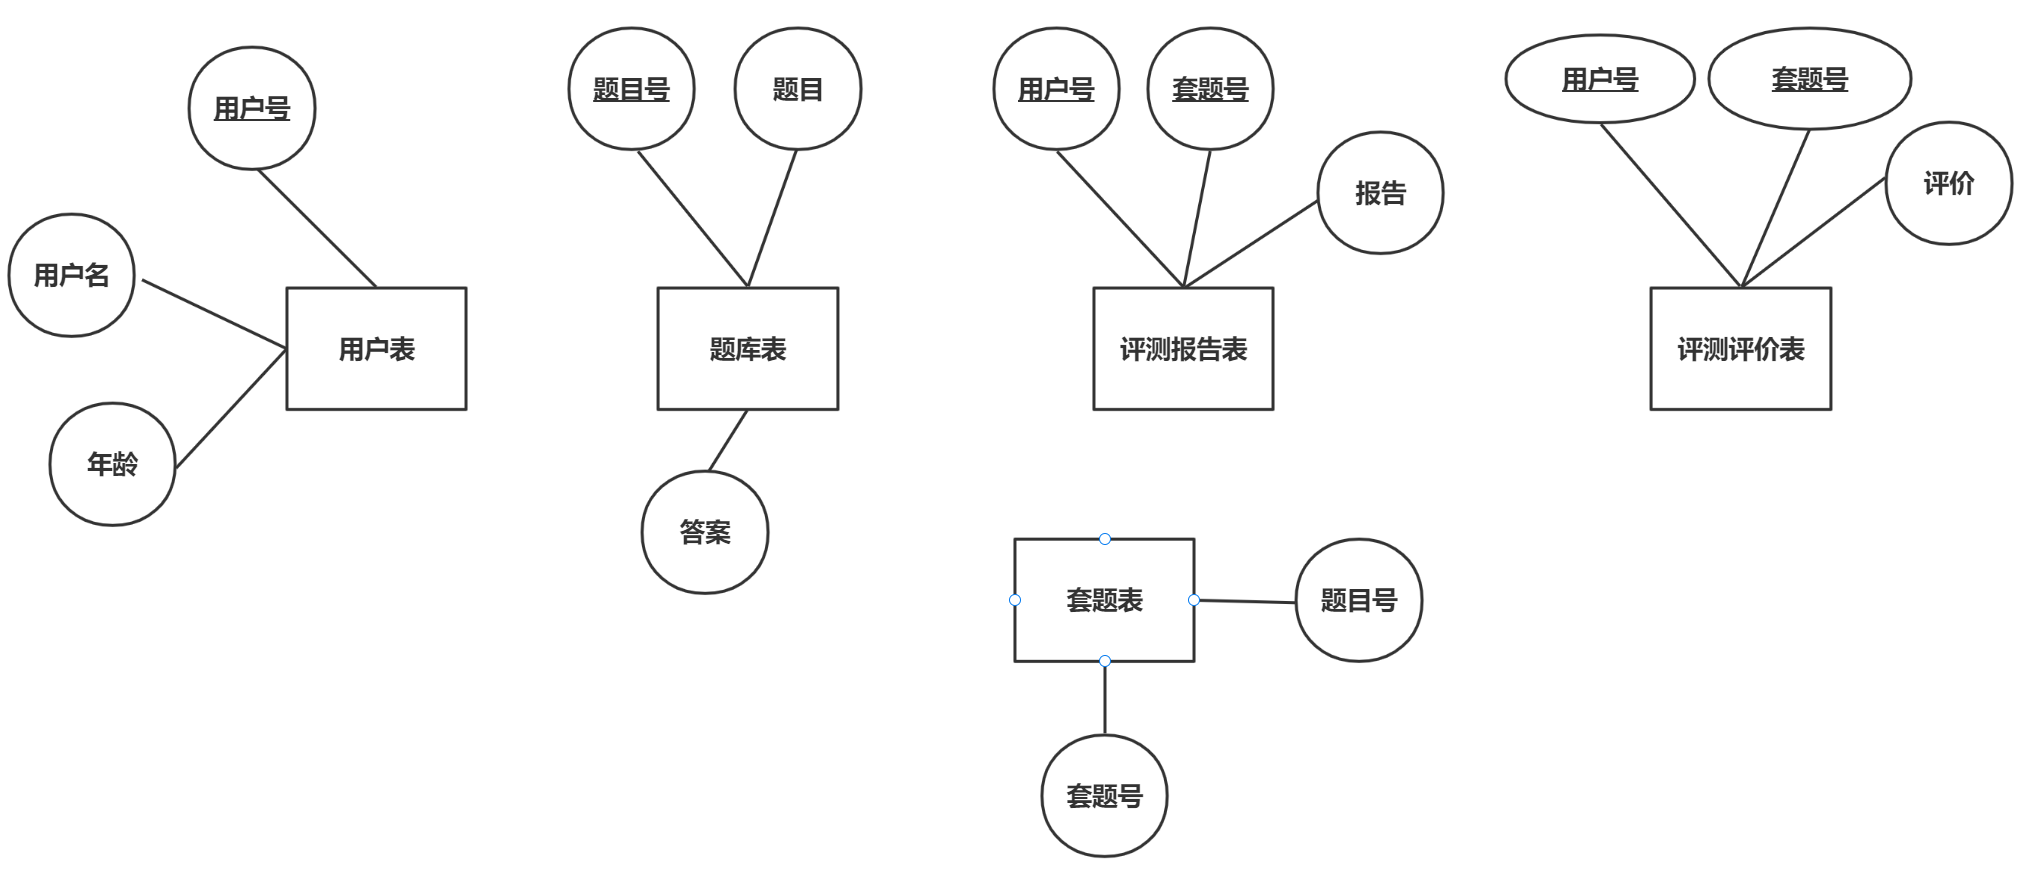 用户号
用户名
年龄
用户表
题目号
题目
题库表
答案
用户号
套题号
报告
评测报告表
用户号
套题号
评价
评测评价表
套题表
题目号
套题号